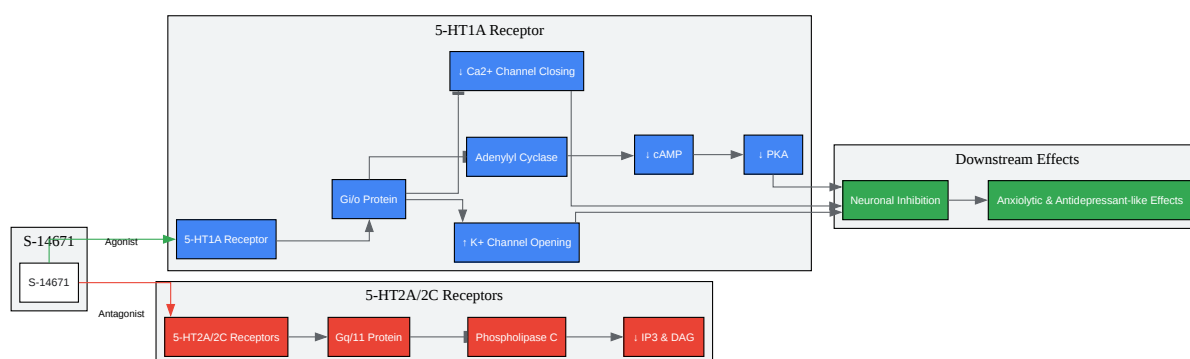 5-HT1A Receptor
↓ Ca2+ Channel Closing
Adenylyl Cyclase
↓ cAMP
↓ PKA
Gi/o Protein
5-HT1A Receptor
↑ K+ Channel Opening
Downstream Effects
Neuronal Inhibition
Anxiolytic & Antidepressant-like Effects
S-14671
S-14671
Agonist
Antagonist
5-HT2A/2C Receptors
5-HT2A/2C Receptors
Gq/11 Protein
Phospholipase C
↓ IP3 & DAG